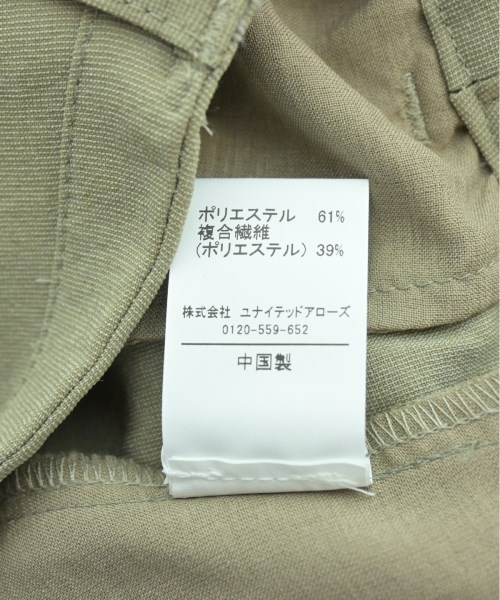 ポリエステル 61%
複合繊維
(ポリエステル) 39%
株式会社 ユナイテッドアローズ
0120-559-652
中国製